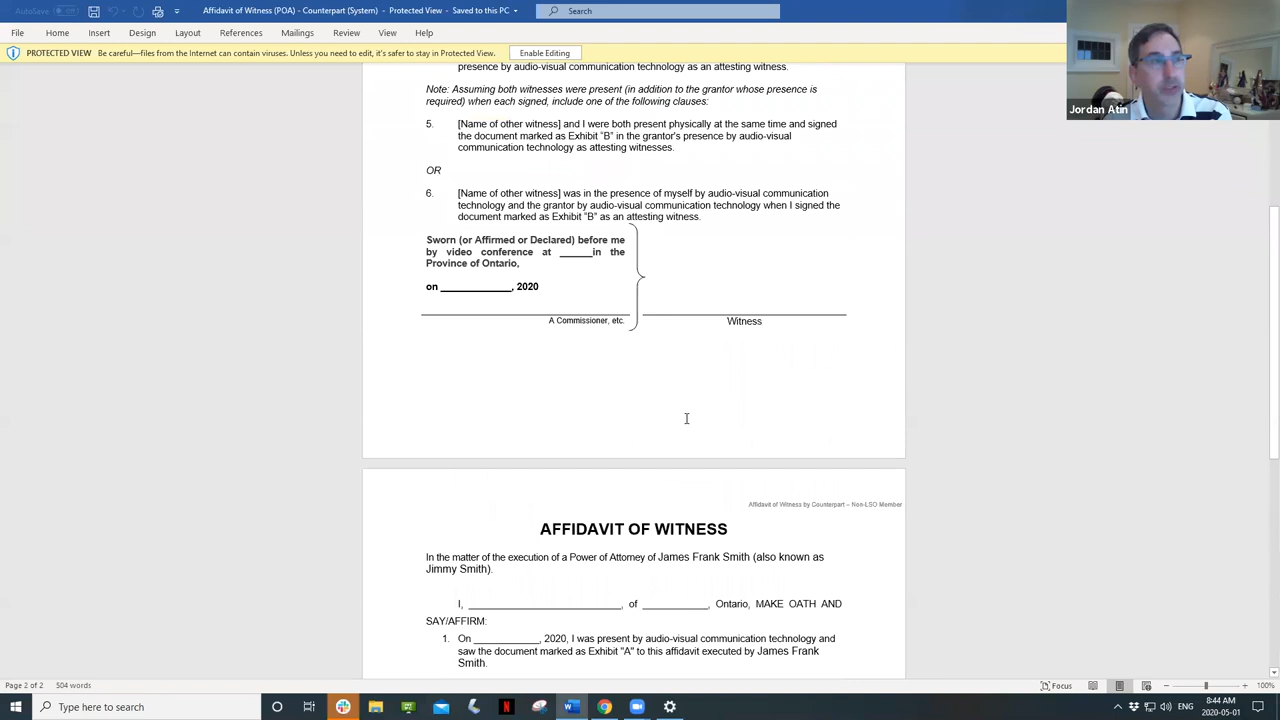 AutoSave Off Affidavit of Witness (POA) - Counterpart (System) - Protected View - Saved to this PC Search
File Home Insert Design Layout References Mailings Review View Help
PROTECTED VIEW Be careful—files from the Internet can contain viruses. Unless you need to edit, it's safer to stay in Protected View. Enable Editing
Jordan Atin
presence by audio-visual communication technology as an attesting witness.
Note: Assuming both witnesses were present (in addition to the grantor whose presence is
required) when each signed, include one of the following clauses:
5. [Name of other witness] and I were both present physically at the same time and signed
the document marked as Exhibit "B" in the grantor's presence by audio-visual
communication technology as attesting witnesses.
OR
6. [Name of other witness] was in the presence of myself by audio-visual communication
technology and the grantor by audio-visual communication technology when I signed the
document marked as Exhibit "B" as an attesting witness.
Sworn (or Affirmed or Declared) before me
by video conference at ______in the
Province of Ontario,
on _____________, 2020
A Commissioner, etc.
Witness
Affidavit of Witness by Counterpart – Non-LSO Member
AFFIDAVIT OF WITNESS
In the matter of the execution of a Power of Attorney of James Frank Smith (also known as
Jimmy Smith).
I, ____________________________, of ____________, Ontario, MAKE OATH AND
SAY/AFFIRM:
1. On ____________, 2020, I was present by audio-visual communication technology and
saw the document marked as Exhibit "A" to this affidavit executed by James Frank
Smith.
Page 2 of 2 504 words Focus 100%
Type here to search ENG 8:44 AM
2020-05-01